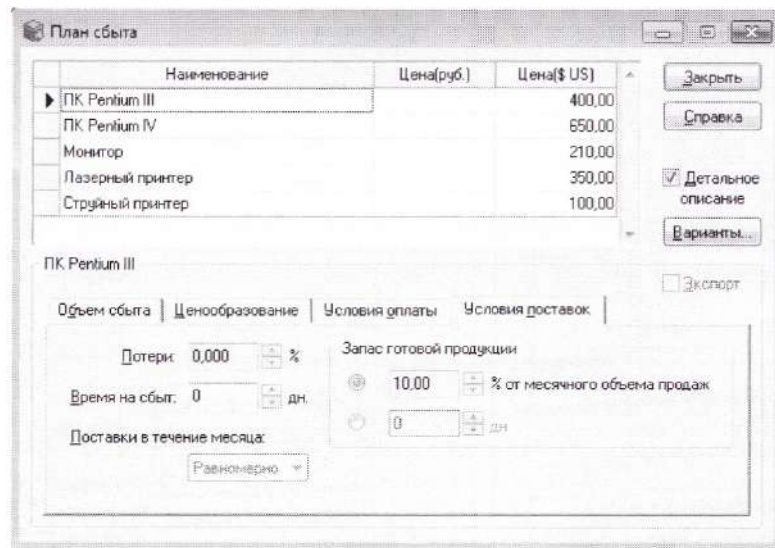 План сбыта
Наименование Цена(руб.) Цена($ US)
ПК Pentium III 400,00
ПК Pentium IV 650,00
Монитор 210,00
Лазерный принтер 350,00
Струйный принтер 100,00
Закрыть
Справка
Детальное
описание
Варианты...
Экспорт
ПК Pentium III
Объем сбыта Ценообразование Условия оплаты Условия поставок
Потери: 0,000 %
Время на сбыт: 0 дн.
Поставки в течение месяца:
Равномерно
Запас готовой продукции
10,00 % от месячного объема продаж
0 дн